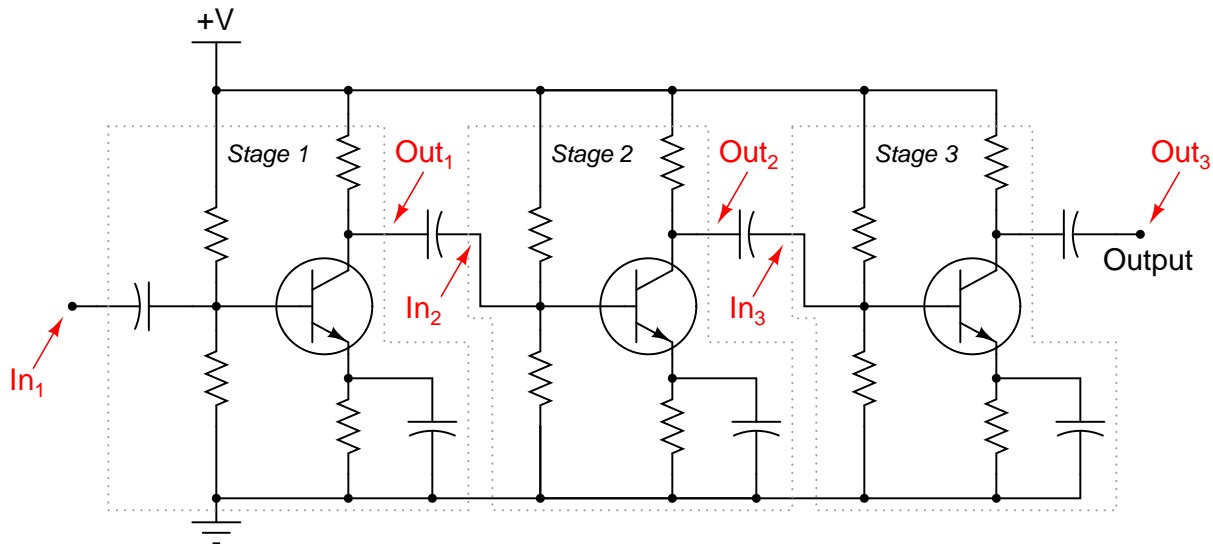 +V
Stage 1
Out₁
Stage 2
Out₂
Stage 3
Out₃
Output
In₁
In₂
In₃